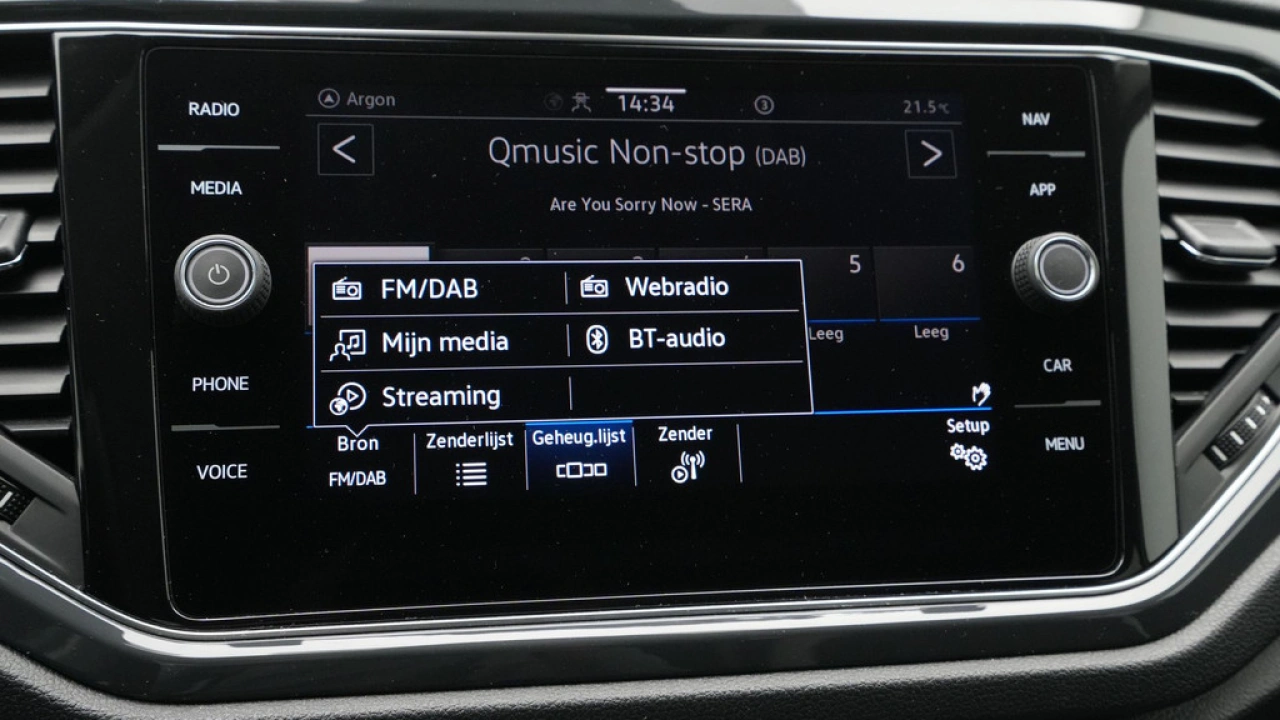 RADIO
MEDIA
PHONE
VOICE
Argon
14:34
3
21.5°C
Qmusic Non-stop (DAB)
Are You Sorry Now - SERA
5
6
Leeg
Leeg
FM/DAB
Webradio
Mijn media
BT-audio
Streaming
Bron
FM/DAB
Zenderlijst
Geheug.lijst
Zender
Setup
NAV
APP
CAR
MENU